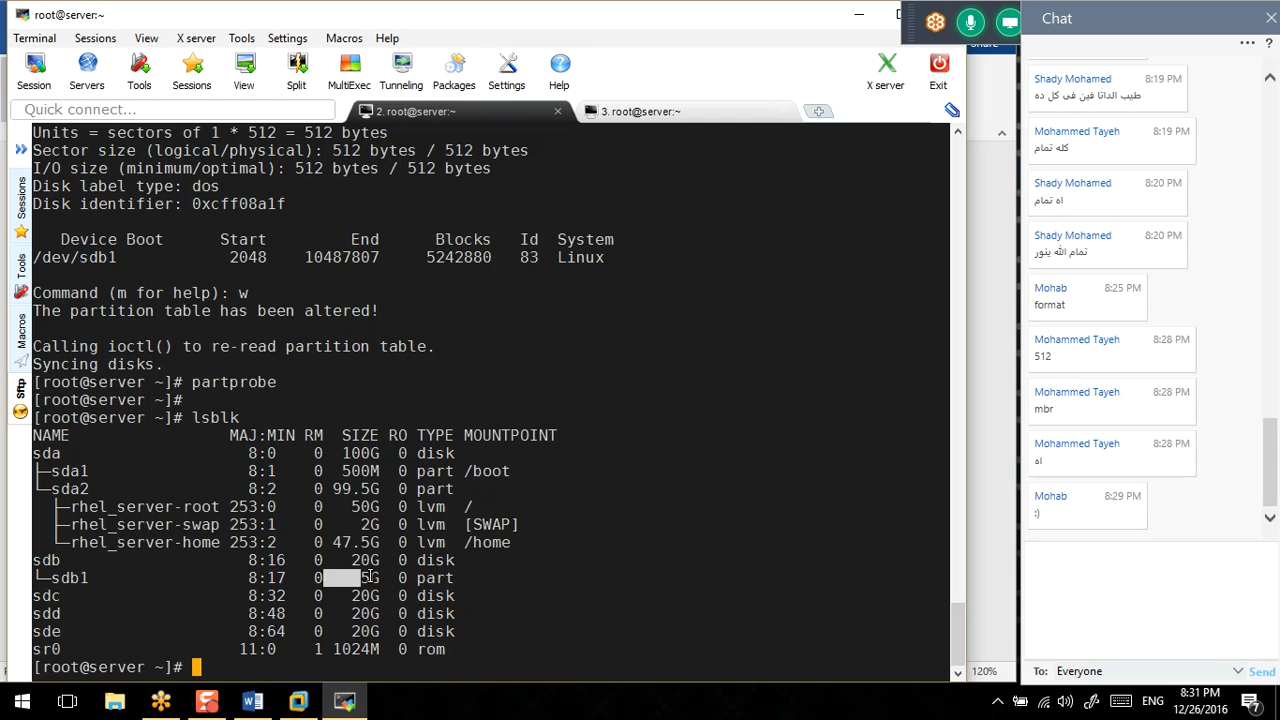 root@server:~
Terminal Sessions View X server Tools Settings Macros Help
Session Servers Tools Sessions View Split MultiExec Tunneling Packages Settings Help X server Exit
Quick connect...
2. root@server:~
3. root@server:~
Sessions
Tools
Macros
Sftp
Units = sectors of 1 * 512 = 512 bytes
Sector size (logical/physical): 512 bytes / 512 bytes
I/O size (minimum/optimal): 512 bytes / 512 bytes
Disk label type: dos
Disk identifier: 0xcff08a1f
Device Boot Start End Blocks Id System
/dev/sdb1 2048 10487807 5242880 83 Linux
Command (m for help): w
The partition table has been altered!
Calling ioctl() to re-read partition table.
Syncing disks.
[root@server ~]# partprobe
[root@server ~]#
[root@server ~]# lsblk
NAME MAJ:MIN RM SIZE RO TYPE MOUNTPOINT
sda 8:0 0 100G 0 disk
├─sda1 8:1 0 500M 0 part /boot
└─sda2 8:2 0 99.5G 0 part
├─rhel_server-root 253:0 0 50G 0 lvm /
├─rhel_server-swap 253:1 0 2G 0 lvm [SWAP]
└─rhel_server-home 253:2 0 47.5G 0 lvm /home
sdb 8:16 0 20G 0 disk
└─sdb1 8:17 0 5G 0 part
sdc 8:32 0 20G 0 disk
sdd 8:48 0 20G 0 disk
sde 8:64 0 20G 0 disk
sr0 11:0 1 1024M 0 rom
[root@server ~]#
Share
120%
Chat
Shady Mohamed 8:19 PM
طيب الداتا فين فى كل ده
Mohammed Tayeh 8:19 PM
كله تمام
Shady Mohamed 8:20 PM
اه تمام
Shady Mohamed 8:20 PM
تمام الله ينور
Mohab 8:25 PM
format
Mohammed Tayeh 8:28 PM
512
Mohammed Tayeh 8:28 PM
mbr
Mohammed Tayeh 8:28 PM
اه
Mohab 8:29 PM
:)
To: Everyone Send
ENG
8:31 PM
12/26/2016
7